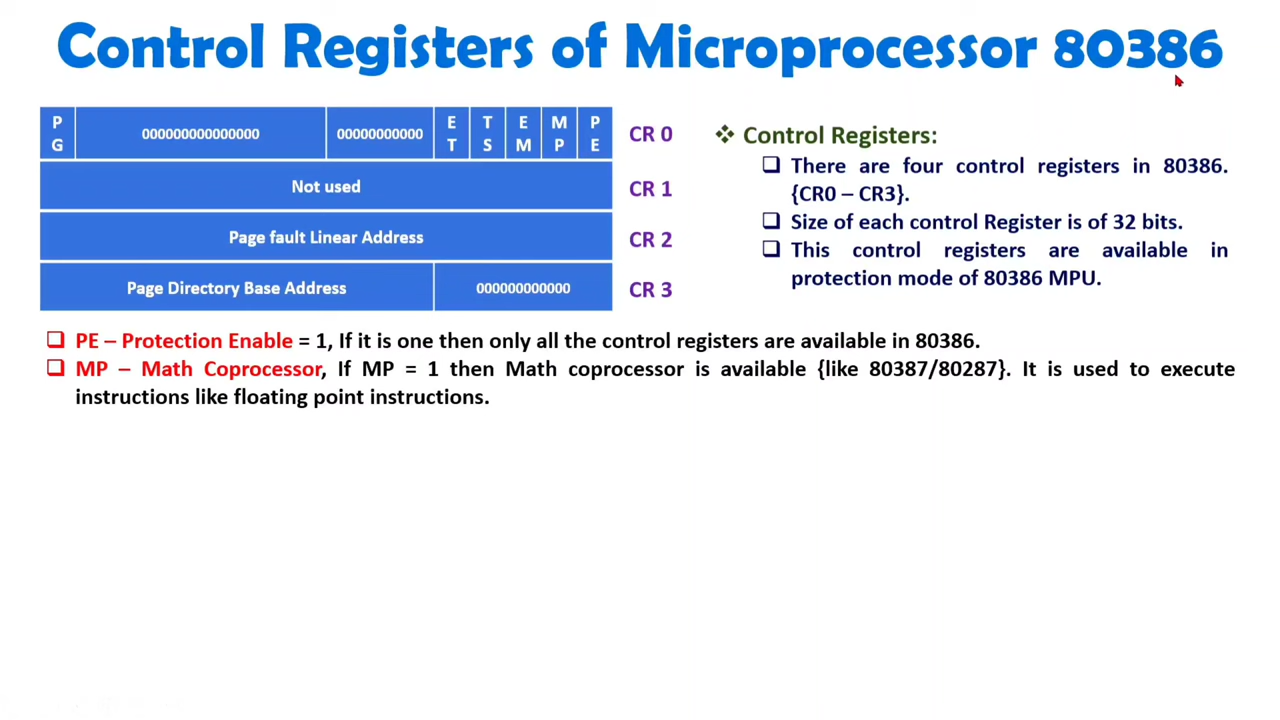 Control Registers of Microprocessor 80386
P G 000000000000000 00000000000 E T T S E M M P P E CR 0
Not used CR 1
Page fault Linear Address CR 2
Page Directory Base Address 000000000000 CR 3
❖ Control Registers:
❑ There are four control registers in 80386.
{CR0 – CR3}.
❑ Size of each control Register is of 32 bits.
❑ This control registers are available in
protection mode of 80386 MPU.
❑ PE – Protection Enable = 1, If it is one then only all the control registers are available in 80386.
❑ MP – Math Coprocessor, If MP = 1 then Math coprocessor is available {like 80387/80287}. It is used to execute
instructions like floating point instructions.